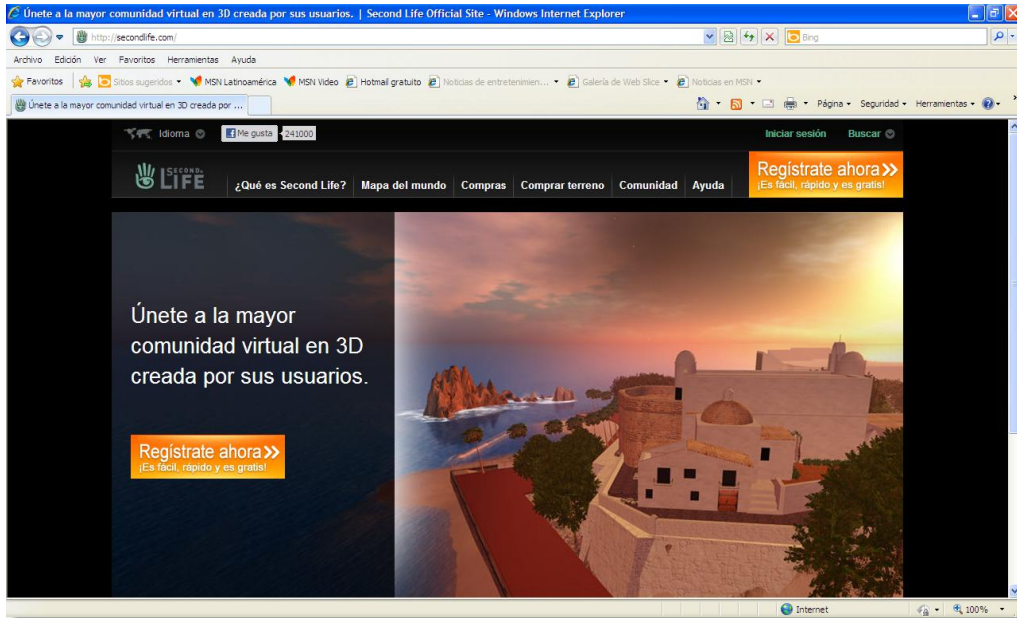 Únete a la mayor comunidad virtual en 3D creada por sus usuarios. | Second Life Official Site - Windows Internet Explorer
http://secondlife.com/
Bing
Archivo Edición Ver Favoritos Herramientas Ayuda
Favoritos Sitios sugeridos MSN Latinoamérica MSN Video Hotmail gratuito Noticias de entretenimien... Galería de Web Slice Noticias en MSN
Únete a la mayor comunidad virtual en 3D creada por ...
Página Seguridad Herramientas
Idioma Me gusta 241000 Iniciar sesión Buscar
SECOND LIFE
¿Qué es Second Life? Mapa del mundo Compras Comprar terreno Comunidad Ayuda
Regístrate ahora
¡Es fácil, rápido y es gratis!
Únete a la mayor
comunidad virtual en 3D
creada por sus usuarios.
Regístrate ahora
¡Es fácil, rápido y es gratis!
Internet 100%